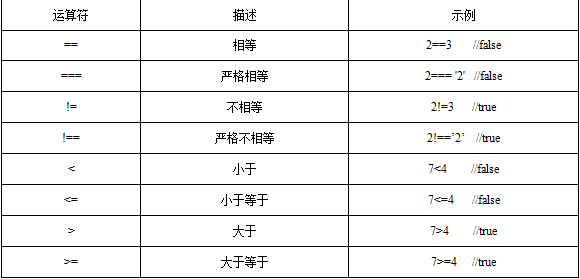 运算符 描述 示例
== 相等 2==3 //false
=== 严格相等 2=== '2' //false
!= 不相等 2!=3 //true
!== 严格不相等 2!==’2’ //true
< 小于 7<4 //false
<= 小于等于 7<=4 //false
> 大于 7>4 //true
>= 大于等于 7>=4 //true